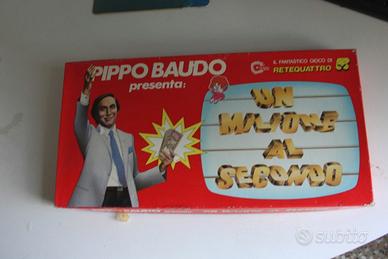 PIPPO BAUDO
presenta:
IL FANTASTICO GIOCO DI
RETEQUATTRO
UN
MILIONE
AL
SECONDO
subito